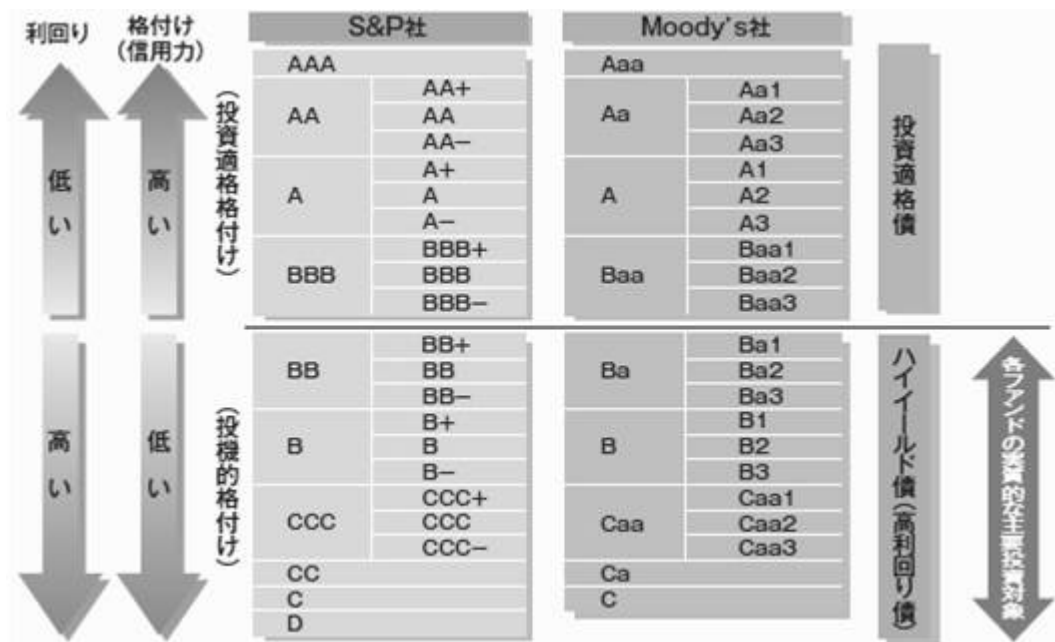 利回り
格付け
（信用力）
S&P社
Moody's社
低い
高い
（投資適格格付け）
AAA
AA
AA+
AA
AA−
A
A+
A
A−
BBB
BBB+
BBB
BBB−
Aaa
Aa
Aa1
Aa2
Aa3
A
A1
A2
A3
Baa
Baa1
Baa2
Baa3
投資適格債
高い
低い
（投機的格付け）
BB
BB+
BB
BB−
B
B+
B
B−
CCC
CCC+
CCC
CCC−
CC
C
D
Ba
Ba1
Ba2
Ba3
B
B1
B2
B3
Caa
Caa1
Caa2
Caa3
Ca
C
ハイイールド債（高利回り債）
各ファンドの実質的な主要投資対象